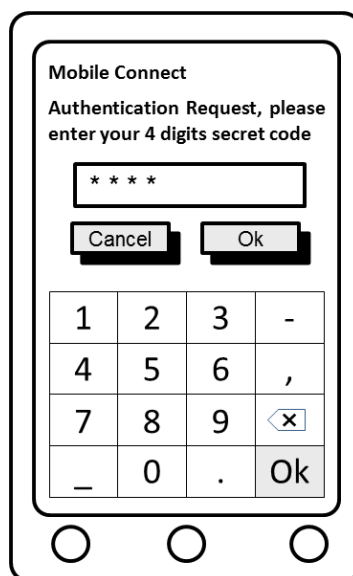 Mobile Connect
Authentication Request, please
enter your 4 digits secret code
* * * *
Cancel Ok
1 2 3 -
4 5 6 ,
7 8 9 ×
_ 0 . Ok